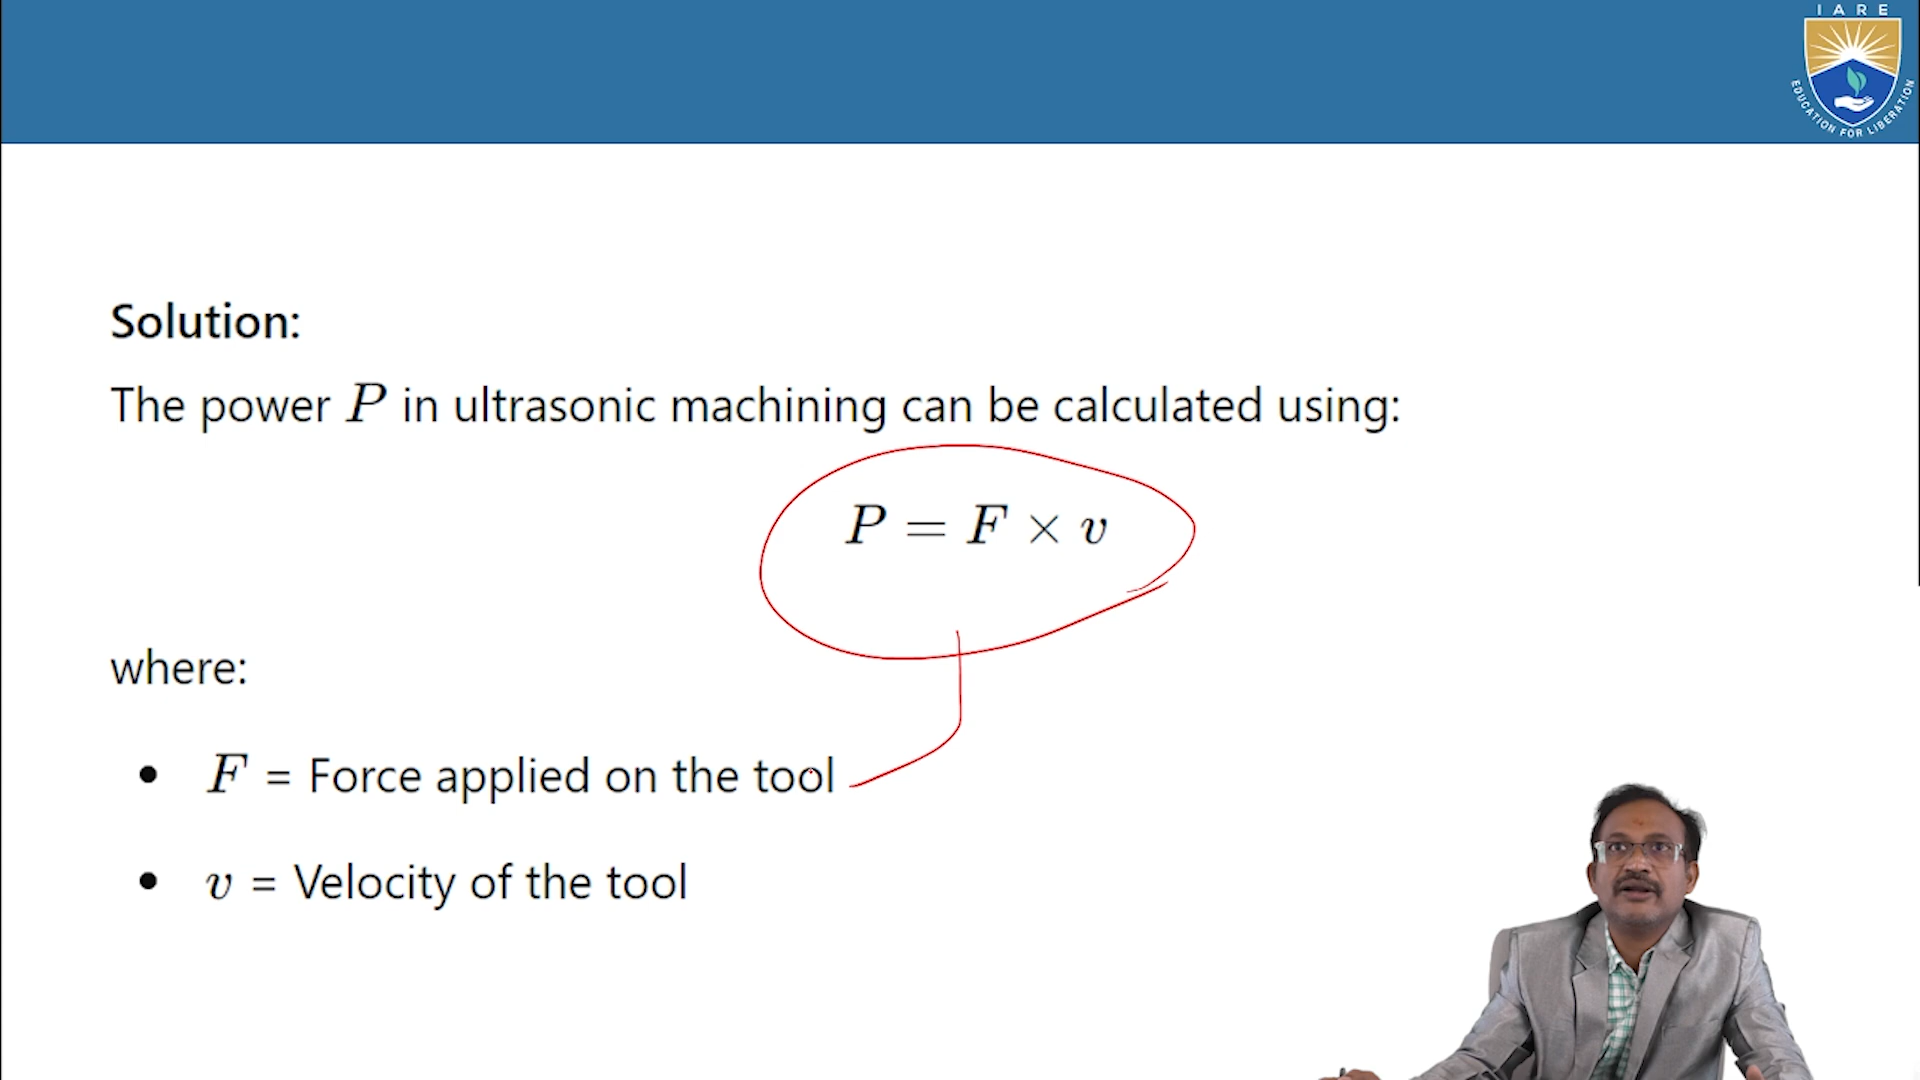 IARE
EDUCATION FOR LIBERATION
Solution:
The power P in ultrasonic machining can be calculated using:
P = F × v
where:
• F = Force applied on the tool
• v = Velocity of the tool